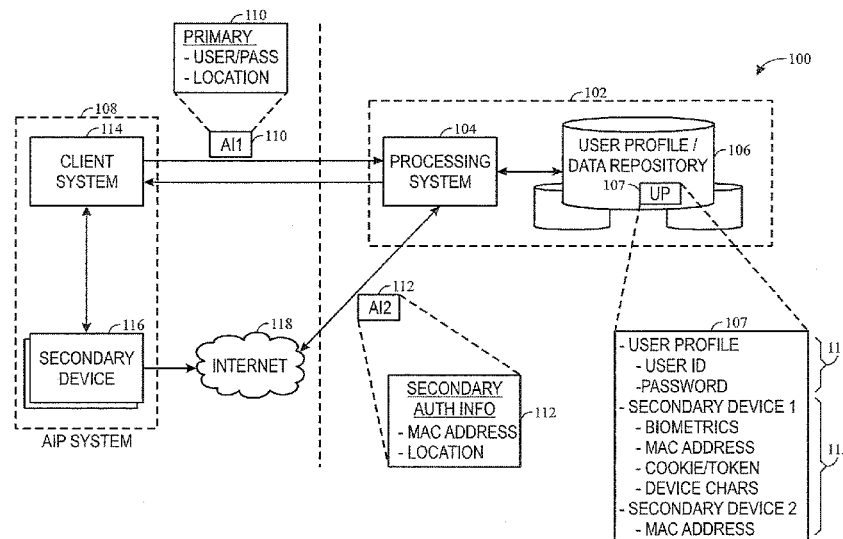 110
PRIMARY
- USER/PASS
- LOCATION
100
108
114
CLIENT
SYSTEM
AI1
110
102
104
PROCESSING
SYSTEM
USER PROFILE /
DATA REPOSITORY
106
107
UP
116
SECONDARY
DEVICE
AIP SYSTEM
118
INTERNET
112
AI2
SECONDARY
AUTH INFO
- MAC ADDRESS
- LOCATION
112
107
- USER PROFILE
- USER ID
-PASSWORD
- SECONDARY DEVICE 1
- BIOMETRICS
- MAC ADDRESS
- COOKIE/TOKEN
- DEVICE CHARS
- SECONDARY DEVICE 2
- MAC ADDRESS